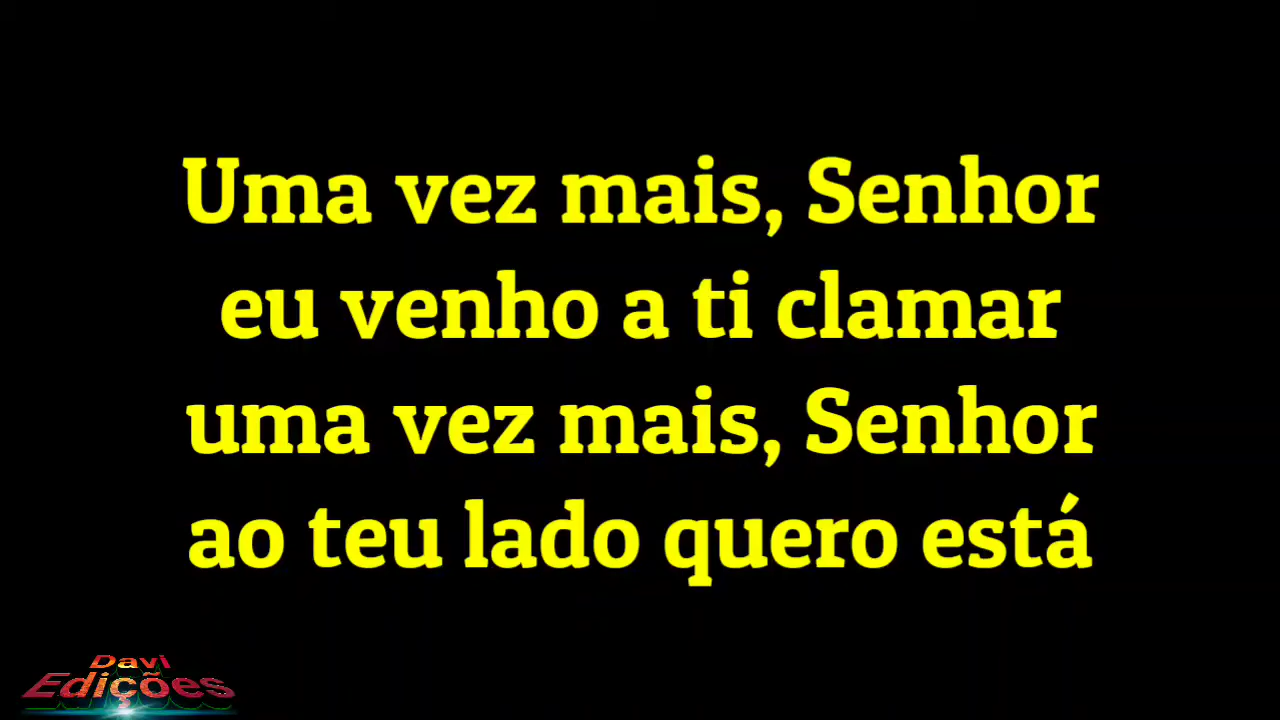 Uma vez mais, Senhor
eu venho a ti clamar
uma vez mais, Senhor
ao teu lado quero está
Davi
Edições